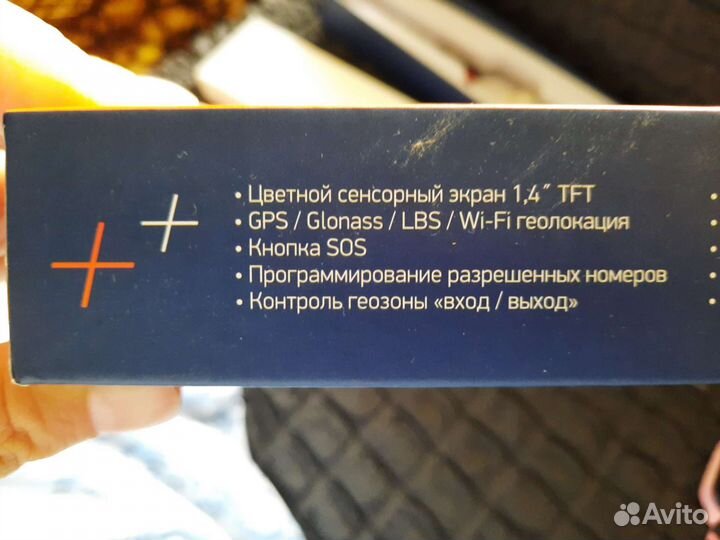 • Цветной сенсорный экран 1,4˝ TFT
• GPS / Glonass / LBS / Wi-Fi геолокация
• Кнопка SOS
• Программирование разрешенных номеров
• Контроль геозоны «вход / выход»
Avito